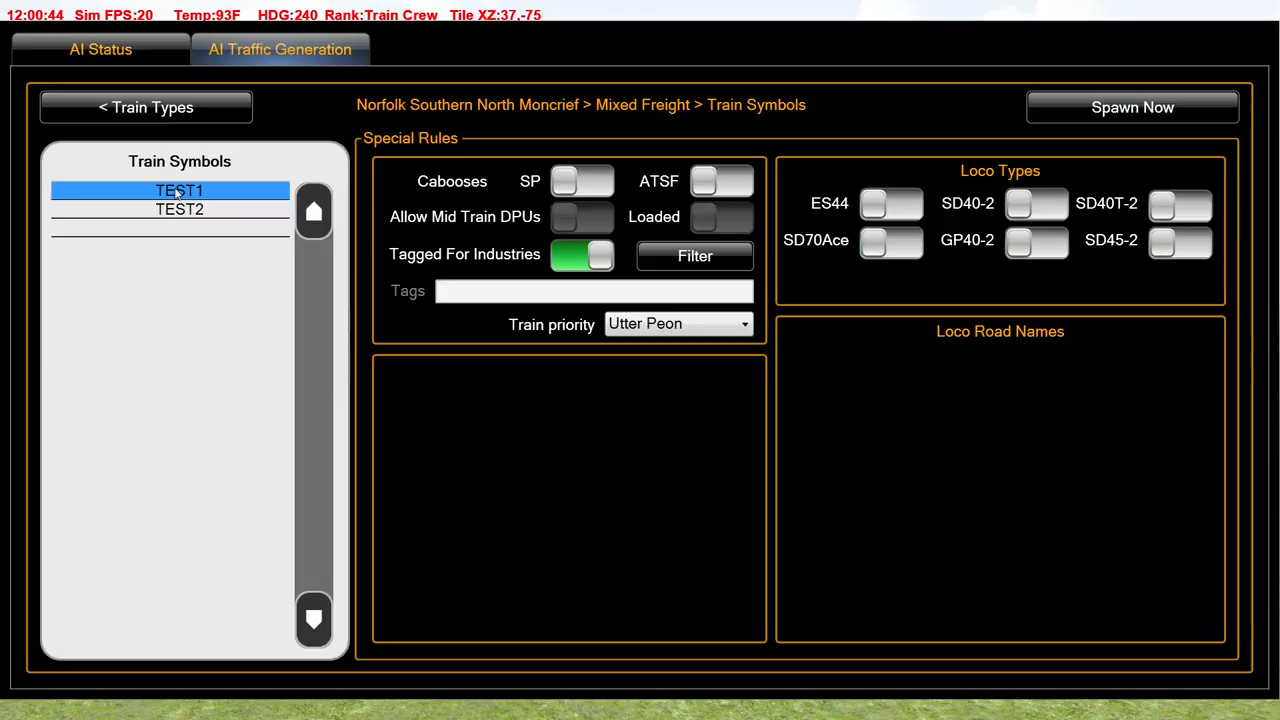 12:00:44 Sim FPS:20 Temp:93F HDG:240 Rank:Train Crew Tile XZ:37,-75
AI Status AI Traffic Generation
< Train Types
Norfolk Southern North Moncrief > Mixed Freight > Train Symbols
Spawn Now
Train Symbols
TEST1
TEST2
Special Rules
Cabooses SP ATSF
Allow Mid Train DPUs Loaded
Tagged For Industries Filter
Tags
Train priority Utter Peon
Loco Types
ES44 SD40-2 SD40T-2
SD70Ace GP40-2 SD45-2
Loco Road Names